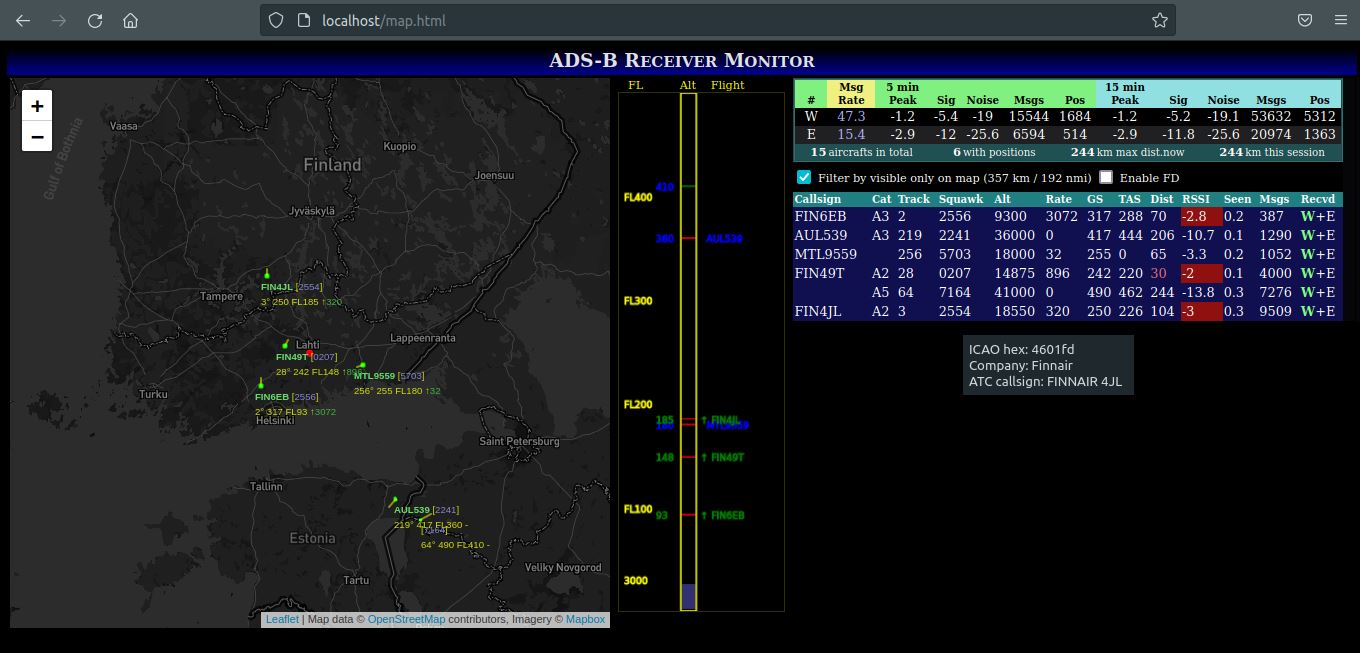 localhost/map.html
ADS-B Receiver Monitor
+
−
Gulf of Bothnia
Vaasa
Kuopio
Finland
Joensuu
Jyväskylä
FIN4JL [2554]
3° 250 FL185 ↑320
Tampere
Lahti
Lappeenranta
FIN49T [0207]
28° 242 FL148 ↑896
MTL9559 [5703]
256° 255 FL180 ↑32
Turku
FIN6EB [2556]
2° 317 FL93 ↑3072
Helsinki
Saint Petersburg
Tallinn
AUL539 [2241]
219° 417 FL360 -
[7164]
64° 490 FL410 -
Estonia
Tartu
Veliky Novgorod
Leaflet | Map data © OpenStreetMap contributors, Imagery © Mapbox
FL Alt Flight
410
FL400
360 AUL539
FL300
FL200
185 ↑ FIN4JL
180 MTL9559
148 ↑ FIN49T
FL100
93 ↑ FIN6EB
3000
Msg 5 min 15 min
# Rate Peak Sig Noise Msgs Pos Peak Sig Noise Msgs Pos
W 47.3 -1.2 -5.4 -19 15544 1684 -1.2 -5.2 -19.1 53632 5312
E 15.4 -2.9 -12 -25.6 6594 514 -2.9 -11.8 -25.6 20974 1363
15 aircrafts in total 6 with positions 244 km max dist.now 244 km this session
Filter by visible only on map (357 km / 192 nmi) Enable FD
Callsign Cat Track Squawk Alt Rate GS TAS Dist RSSI Seen Msgs Recvd
FIN6EB A3 2 2556 9300 3072 317 288 70 -2.8 0.2 387 W+E
AUL539 A3 219 2241 36000 0 417 444 206 -10.7 0.1 1290 W+E
MTL9559 256 5703 18000 32 255 0 65 -3.3 0.2 1052 W+E
FIN49T A2 28 0207 14875 896 242 220 30 -2 0.1 4000 W+E
A5 64 7164 41000 0 490 462 244 -13.8 0.3 7276 W+E
FIN4JL A2 3 2554 18550 320 250 226 104 -3 0.3 9509 W+E
ICAO hex: 4601fd
Company: Finnair
ATC callsign: FINNAIR 4JL